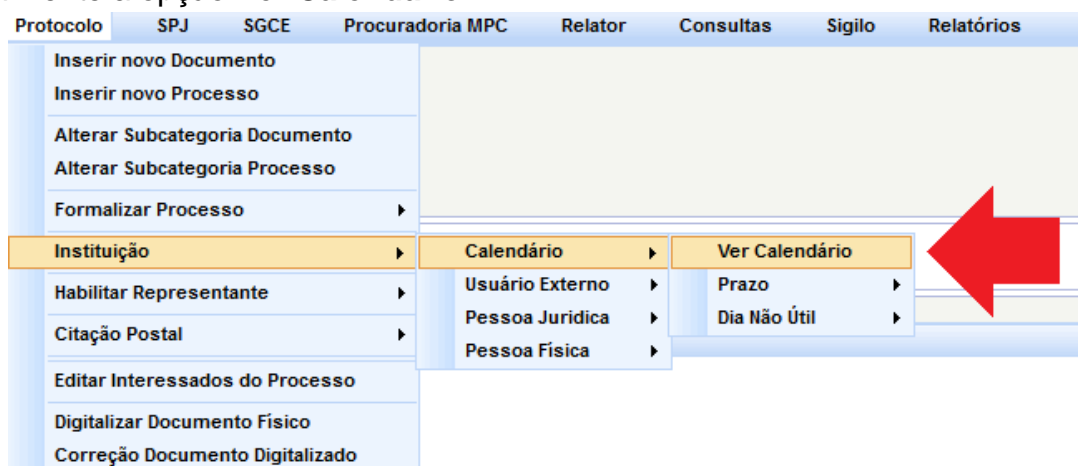 Protocolo SPJ SGCE Procuradoria MPC Relator Consultas Sigilo Relatórios
Inserir novo Documento
Inserir novo Processo
Alterar Subcategoria Documento
Alterar Subcategoria Processo
Formalizar Processo
Instituição Calendário Ver Calendário
Habilitar Representante Usuário Externo Prazo
Citação Postal Pessoa Juridica Dia Não Útil
Pessoa Física
Editar Interessados do Processo
Digitalizar Documento Físico
Correção Documento Digitalizado